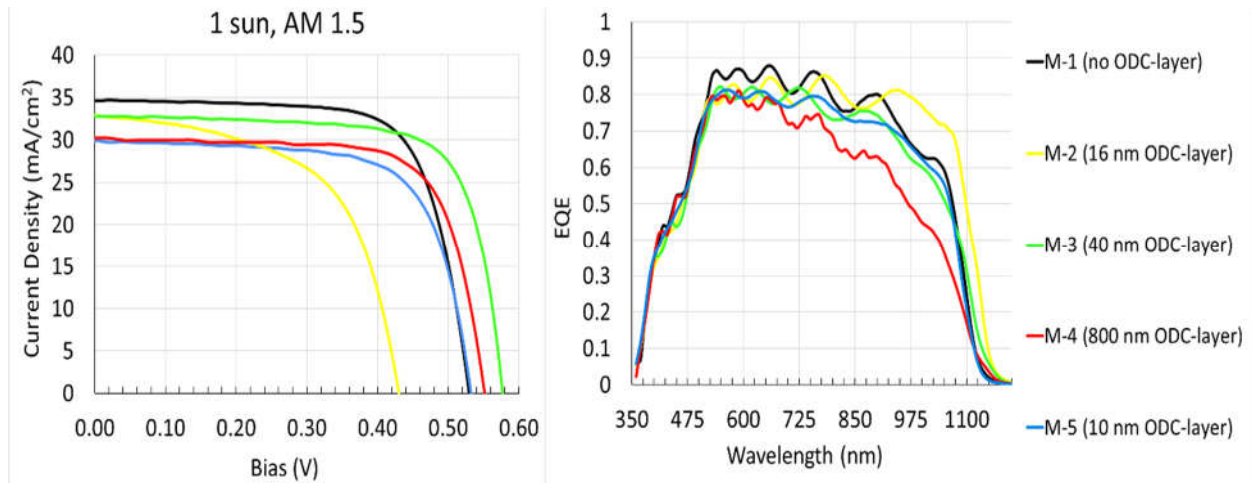 1 sun, AM 1.5
Current Density (mA/cm²)
40
35
30
25
20
15
10
5
0
0.00 0.10 0.20 0.30 0.40 0.50 0.60
Bias (V)
EQE
1
0.9
0.8
0.7
0.6
0.5
0.4
0.3
0.2
0.1
0
350 475 600 725 850 975 1100
Wavelength (nm)
M-1 (no ODC-layer)
M-2 (16 nm ODC-layer)
M-3 (40 nm ODC-layer)
M-4 (800 nm ODC-layer)
M-5 (10 nm ODC-layer)